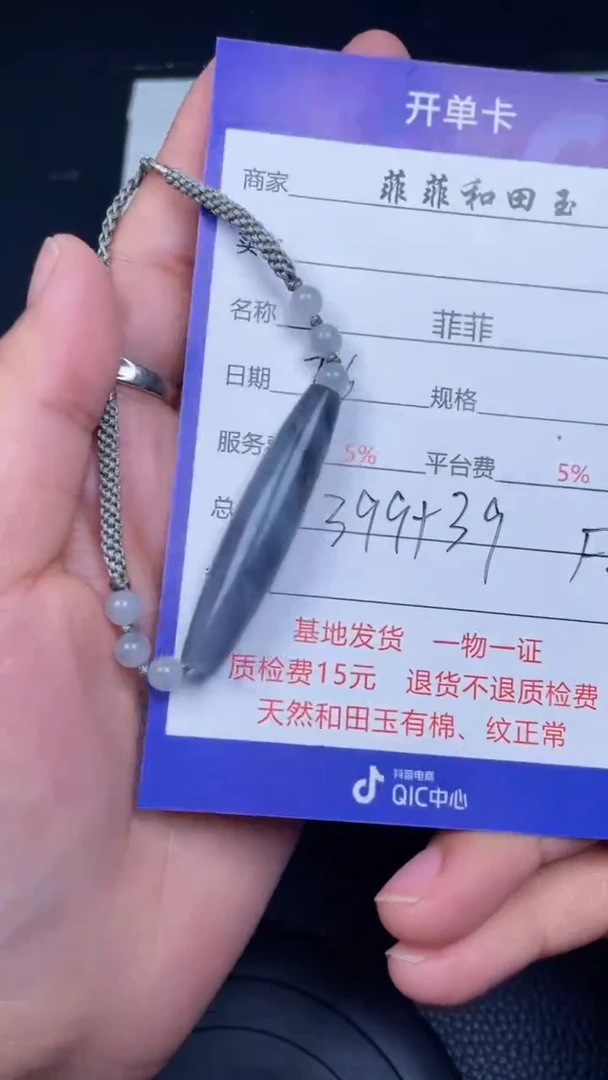 开单卡
商家 菲菲和田玉
名称 菲菲
日期 规格
服务 5% 平台费 5%
总 399+39
基地发货 一物一证
质检费15元 退货不退质检费
天然和田玉有棉、纹正常
抖音电商
QIC中心